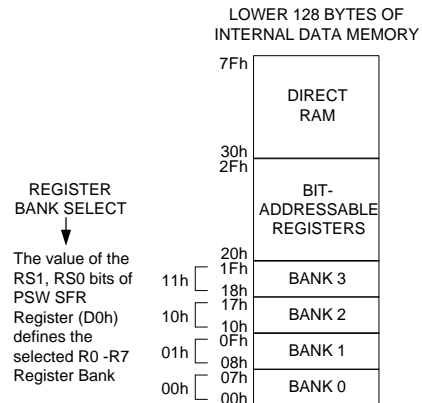 LOWER 128 BYTES OF
INTERNAL DATA MEMORY
7Fh
DIRECT
RAM
30h
2Fh
REGISTER
BANK SELECT
BIT-
ADDRESSABLE
REGISTERS
The value of the
RS1, RS0 bits of
PSW SFR
Register (D0h)
defines the
selected R0 -R7
Register Bank
20h
11h
1Fh
BANK 3
18h
10h
17h
BANK 2
10h
01h
0Fh
BANK 1
08h
00h
07h
BANK 0
00h